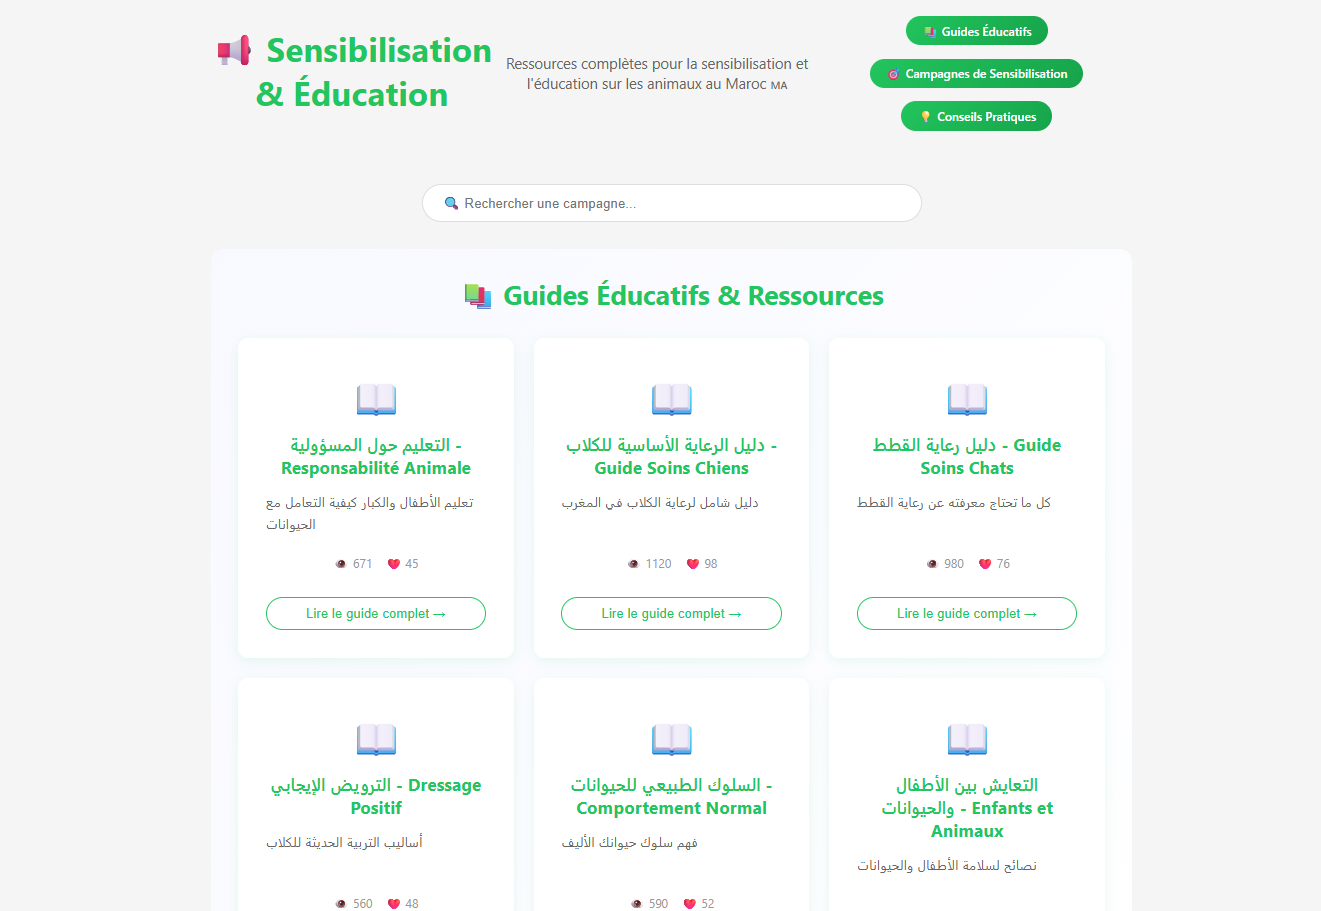 Sensibilisation
& Éducation
Ressources complètes pour la sensibilisation et
l'éducation sur les animaux au Maroc MA
Guides Éducatifs
Campagnes de Sensibilisation
Conseils Pratiques
Rechercher une campagne...
Guides Éducatifs & Ressources
التعليم حول المسؤولية -
Responsabilité Animale
تعليم الأطفال والكبار كيفية التعامل مع
الحيوانات
671 45
Lire le guide complet →
دليل الرعاية الأساسية للكلاب -
Guide Soins Chiens
دليل شامل لرعاية الكلاب في المغرب
1120 98
Lire le guide complet →
دليل رعاية القطط - Guide
Soins Chats
كل ما تحتاج معرفته عن رعاية القطط
980 76
Lire le guide complet →
الترويض الإيجابي - Dressage
Positif
أساليب التربية الحديثة للكلاب
560 48
السلوك الطبيعي للحيوانات -
Comportement Normal
فهم سلوك حيوانك الأليف
590 52
التعايش بين الأطفال
والحيوانات - Enfants et
Animaux
نصائح لسلامة الأطفال والحيوانات